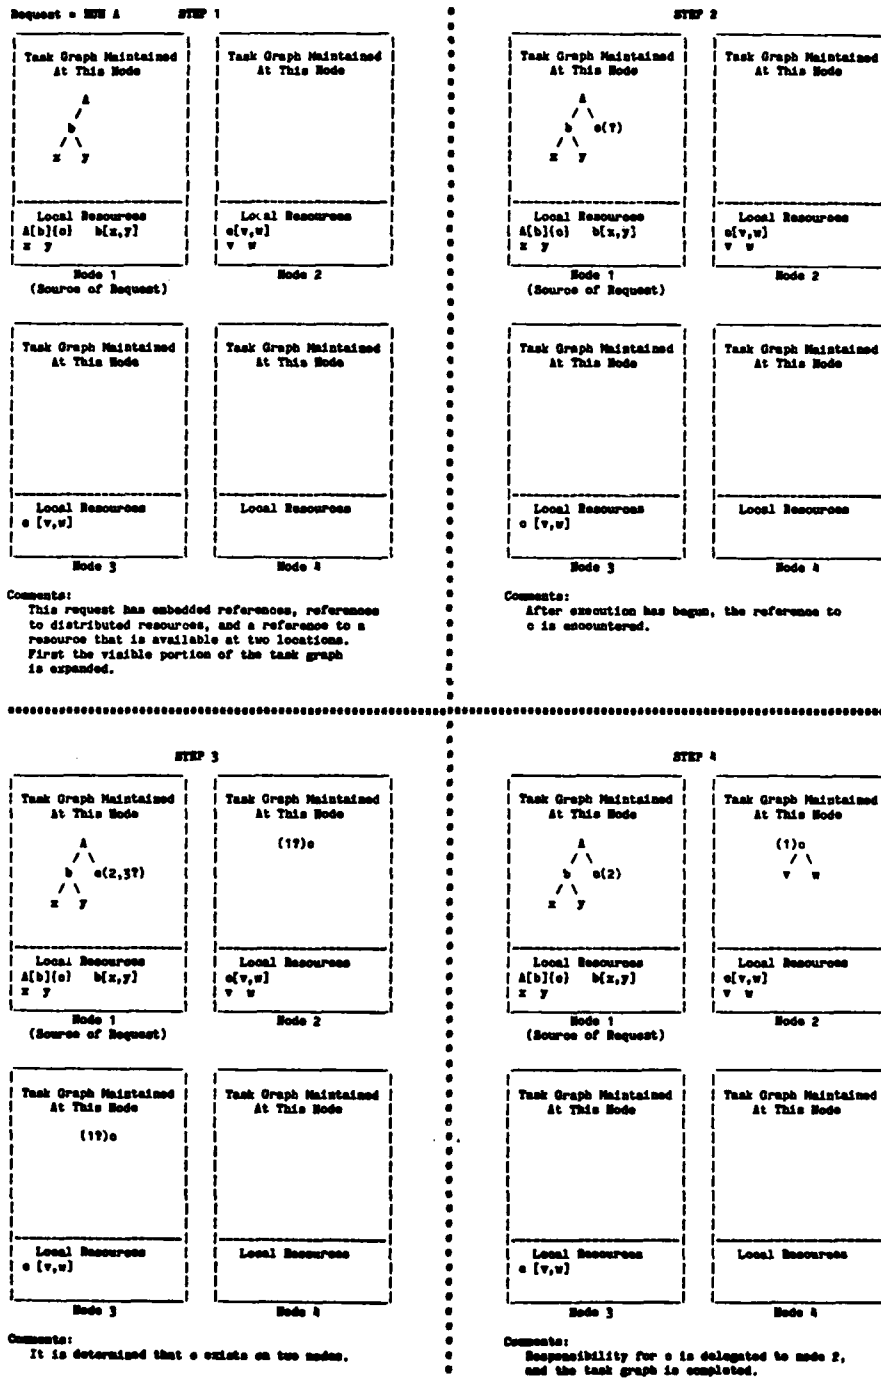 Request = RUN A STEP 1
Task Graph Maintained
At This Node
A
/
b
/ \
x y
Local Resources
A[b]{c} b[x,y]
x y
Node 1
(Source of Request)
Task Graph Maintained
At This Node
Local Resources
c[v,w]
v w
Node 2
Task Graph Maintained
At This Node
Local Resources
c [v,w]
Node 3
Task Graph Maintained
At This Node
Local Resources
Node 4
Comments:
This request has embedded references, references
to distributed resources, and a reference to a
resource that is available at two locations.
First the visible portion of the task graph
is expanded.
STEP 2
Task Graph Maintained
At This Node
A
/ \
b c(?)
/ \
x y
Local Resources
A[b]{c} b[x,y]
x y
Node 1
(Source of Request)
Task Graph Maintained
At This Node
Local Resources
c[v,w]
v w
Node 2
Task Graph Maintained
At This Node
Local Resources
c [v,w]
Node 3
Task Graph Maintained
At This Node
Local Resources
Node 4
Comments:
After execution has begun, the reference to
c is encountered.
STEP 3
Task Graph Maintained
At This Node
A
/ \
b c(2,3?)
/ \
x y
Local Resources
A[b]{c} b[x,y]
x y
Node 1
(Source of Request)
Task Graph Maintained
At This Node
(1?)c
Local Resources
c[v,w]
v w
Node 2
Task Graph Maintained
At This Node
(1?)c
Local Resources
c [v,w]
Node 3
Task Graph Maintained
At This Node
Local Resources
Node 4
Comments:
It is determined that c exists on two nodes.
STEP 4
Task Graph Maintained
At This Node
A
/ \
b c(2)
/ \
x y
Local Resources
A[b]{c} b[x,y]
x y
Node 1
(Source of Request)
Task Graph Maintained
At This Node
(1)c
/ \
v w
Local Resources
c[v,w]
v w
Node 2
Task Graph Maintained
At This Node
Local Resources
c [v,w]
Node 3
Task Graph Maintained
At This Node
Local Resources
Node 4
Comments:
Responsibility for c is delegated to node 2,
and the task graph is completed.